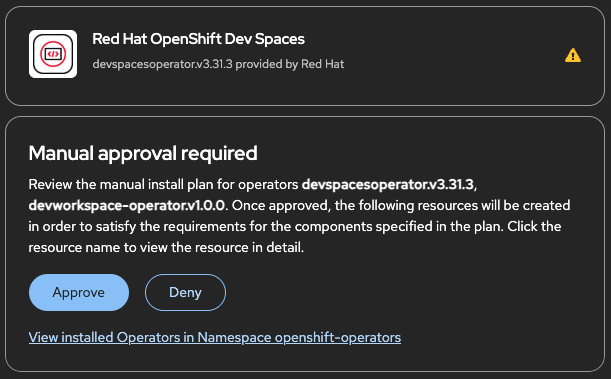 Red Hat OpenShift Dev Spaces
devspacesoperator.v3.31.3 provided by Red Hat
Manual approval required
Review the manual install plan for operators devspacesoperator.v3.31.3,
devworkspace-operator.v1.0.0. Once approved, the following resources will be created
in order to satisfy the requirements for the components specified in the plan. Click the
resource name to view the resource in detail.
Approve
Deny
View installed Operators in Namespace openshift-operators